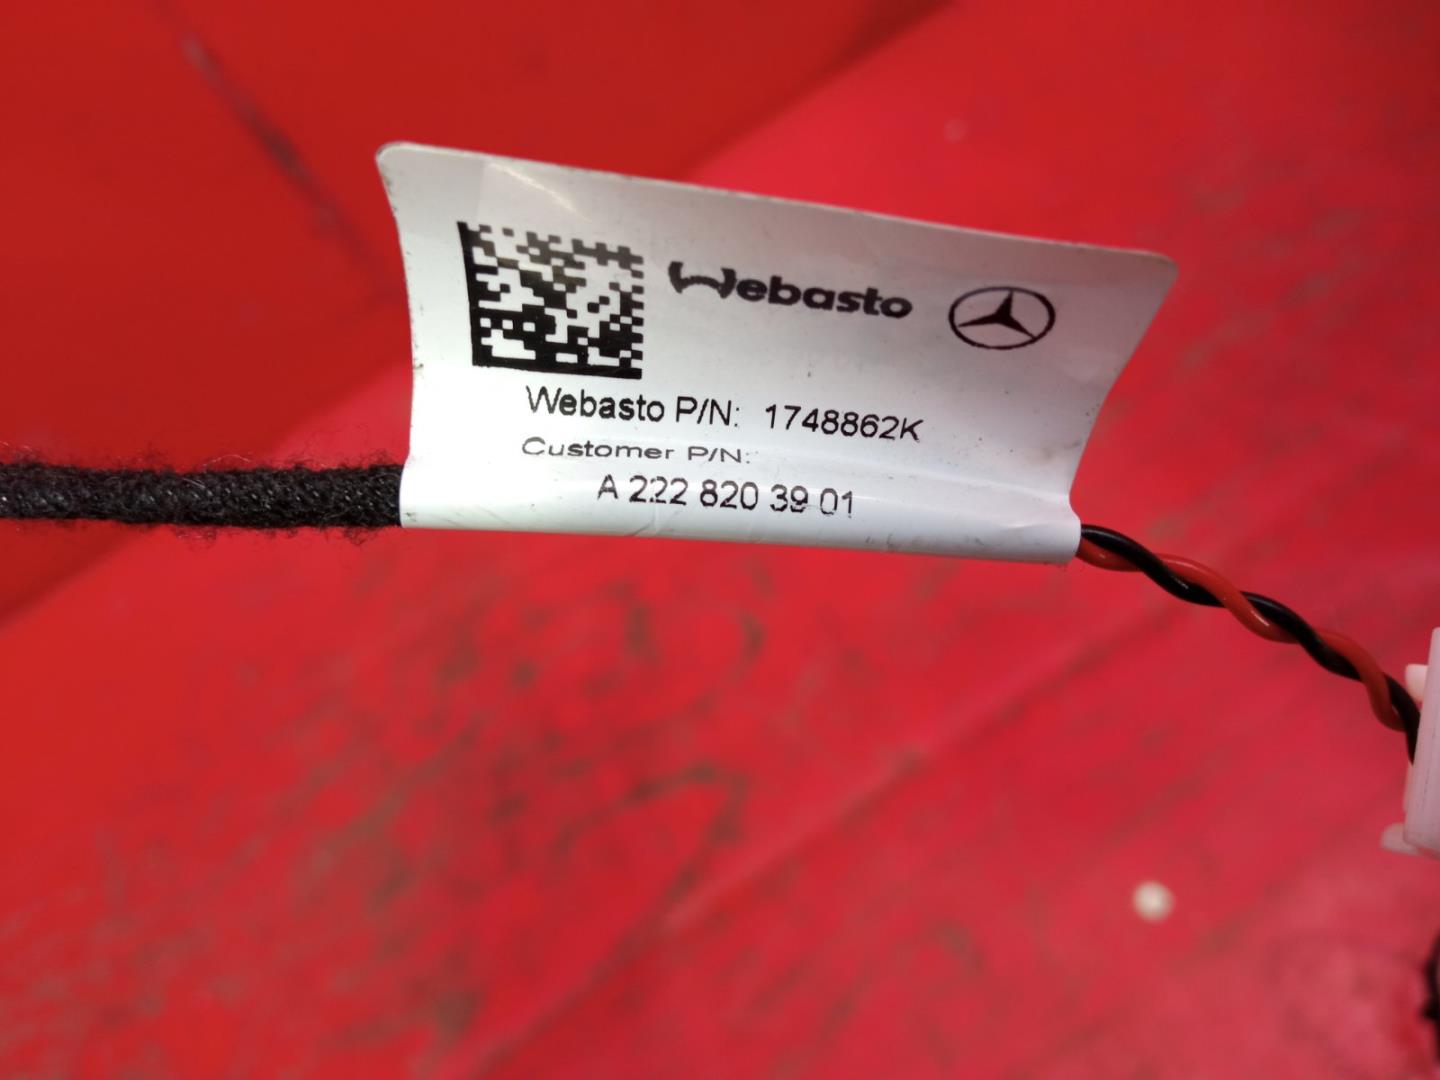 Webasto
Webasto P/N: 1748862K
Customer P/N:
A 222 820 39 01